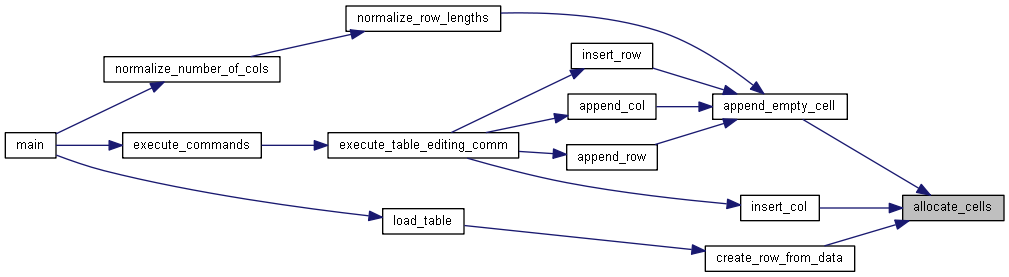 normalize_row_lengths
normalize_number_of_cols
insert_row
append_col
append_empty_cell
main
execute_commands
execute_table_editing_comm
append_row
insert_col
allocate_cells
load_table
create_row_from_data